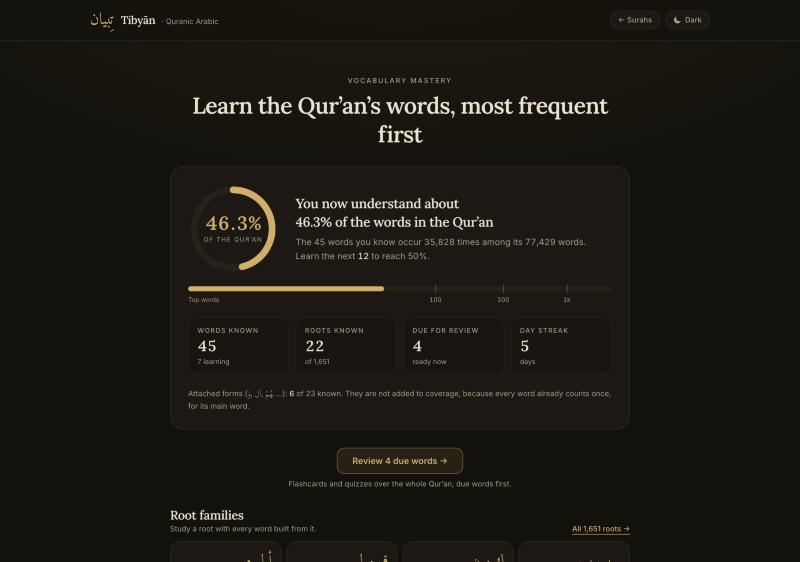 تِبيان Tibyān · Quranic Arabic
← Surahs
Dark
VOCABULARY MASTERY
Learn the Qur’an’s words, most frequent
first
46.3%
OF THE QUR’AN
You now understand about
46.3% of the words in the Qur’an
The 45 words you know occur 35,828 times among its 77,429 words.
Learn the next 12 to reach 50%.
Top words
100
300
1k
WORDS KNOWN
45
7 learning
ROOTS KNOWN
22
of 1,651
DUE FOR REVIEW
4
ready now
DAY STREAK
5
days
Attached forms ( …): 6 of 23 known. They are not added to coverage, because every word already counts once,
for its main word.
Review 4 due words →
Flashcards and quizzes over the whole Qur’an, due words first.
Root families
Study a root with every word built from it.
All 1,651 roots →